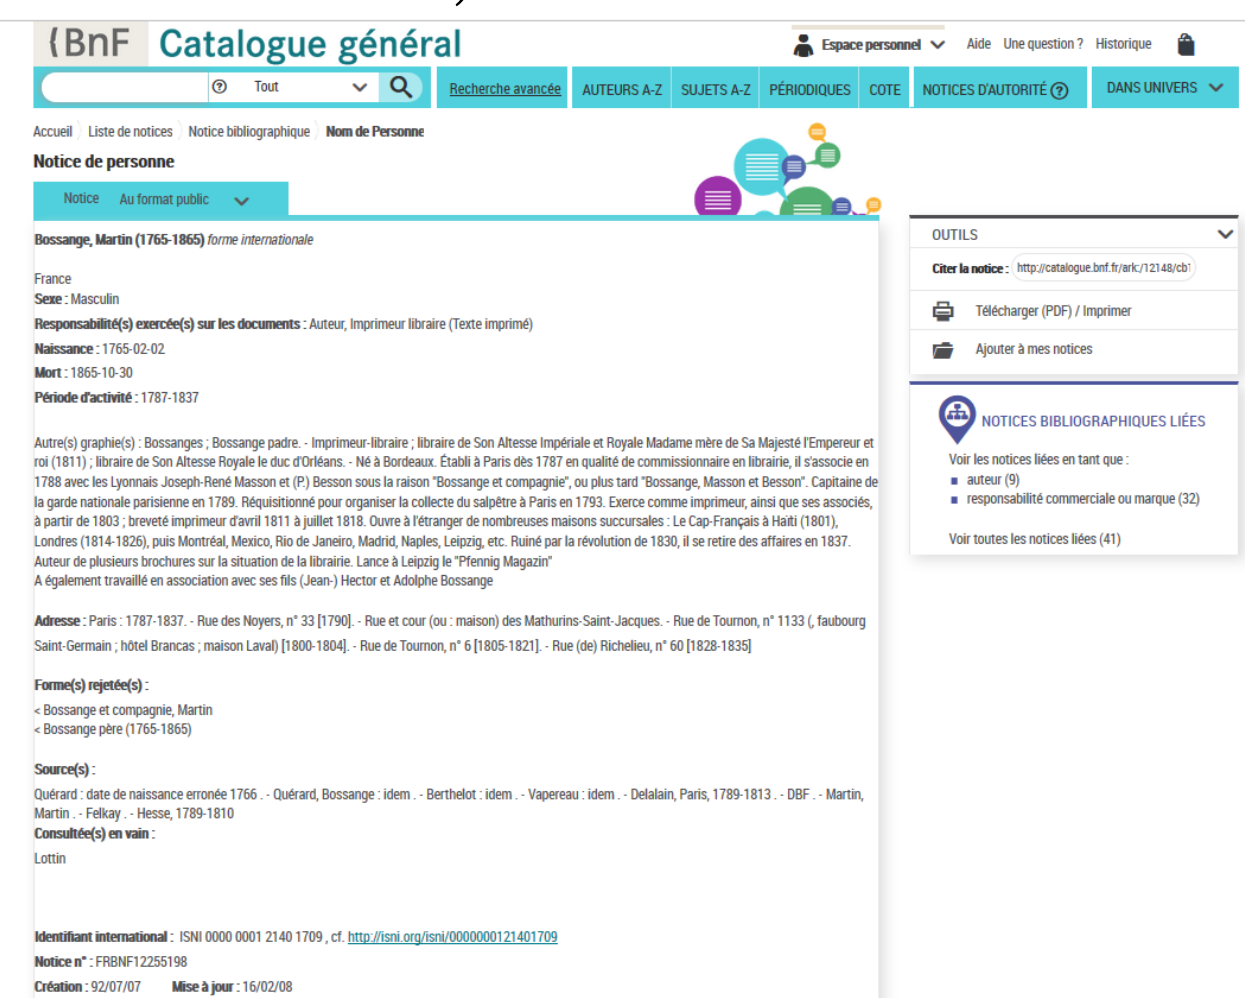 (BnF Catalogue général
Espace personnel Aide Une question ? Historique
Tout Recherche avancée AUTEURS A-Z SUJETS A-Z PÉRIODIQUES COTE NOTICES D'AUTORITÉ ? DANS UNIVERS
Accueil Liste de notices Notice bibliographique Nom de Personne
Notice de personne
Notice Au format public
Bossange, Martin (1765-1865) forme internationale
France
Sexe : Masculin
Responsabilité(s) exercée(s) sur les documents : Auteur, Imprimeur libraire (Texte imprimé)
Naissance : 1765-02-02
Mort : 1865-10-30
Période d'activité : 1787-1837
Autre(s) graphie(s) : Bossanges ; Bossange padre. - Imprimeur-libraire ; libraire de Son Altesse Impériale et Royale Madame mère de Sa Majesté l'Empereur et
roi (1811) ; libraire de Son Altesse Royale le duc d'Orléans. - Né à Bordeaux. Établi à Paris dès 1787 en qualité de commissionnaire en librairie, il s'associe en
1788 avec les Lyonnais Joseph-René Masson et (P.) Besson sous la raison "Bossange et compagnie", ou plus tard "Bossange, Masson et Besson". Capitaine de
la garde nationale parisienne en 1789. Réquisitionné pour organiser la collecte du salpêtre à Paris en 1793. Exerce comme imprimeur, ainsi que ses associés,
à partir de 1803 ; breveté imprimeur d'avril 1811 à juillet 1818. Ouvre à l'étranger de nombreuses maisons succursales : Le Cap-Français à Haïti (1801),
Londres (1814-1826), puis Montréal, Mexico, Rio de Janeiro, Madrid, Naples, Leipzig, etc. Ruiné par la révolution de 1830, il se retire des affaires en 1837.
Auteur de plusieurs brochures sur la situation de la librairie. Lance à Leipzig le "Pfennig Magazin"
A également travaillé en association avec ses fils (Jean-) Hector et Adolphe Bossange
Adresse : Paris : 1787-1837. - Rue des Noyers, n° 33 [1790]. - Rue et cour (ou : maison) des Mathurins-Saint-Jacques. - Rue de Tournon, n° 1133 (, faubourg
Saint-Germain ; hôtel Brancas ; maison Laval) [1800-1804]. - Rue de Tournon, n° 6 [1805-1821]. - Rue (de) Richelieu, n° 60 [1828-1835]
Forme(s) rejetée(s) :
< Bossange et compagnie, Martin
< Bossange père (1765-1865)
Source(s) :
Quérard : date de naissance erronée 1766 . - Quérard, Bossange : idem . - Berthelot : idem . - Vapereau : idem . - Delalain, Paris, 1789-1813 . - DBF . - Martin,
Martin . - Felkay . - Hesse, 1789-1810
Consultée(s) en vain :
Lottin
Identifiant international : ISNI 0000 0001 2140 1709 , cf. http://isni.org/isni/0000000121401709
Notice n° : FRBNF12255198
Création : 92/07/07 Mise à jour : 16/02/08
OUTILS
Citer la notice : http://catalogue.bnf.fr/ark:/12148/cb1
Télécharger (PDF) / Imprimer
Ajouter à mes notices
NOTICES BIBLIOGRAPHIQUES LIÉES
Voir les notices liées en tant que :
auteur (9)
responsabilité commerciale ou marque (32)
Voir toutes les notices liées (41)